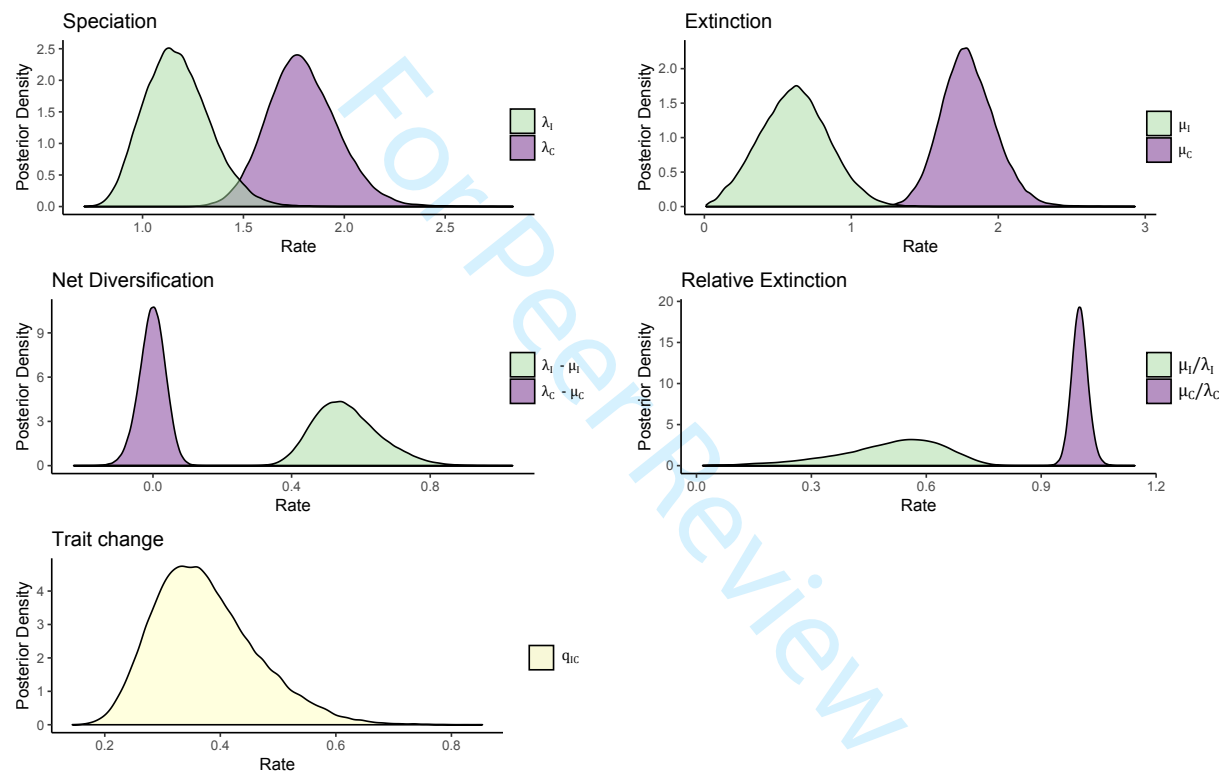 Speciation
Posterior Density
2.5
2.0
1.5
1.0
0.5
0.0
1.0 1.5 2.0 2.5
Rate
λI
λC
Extinction
Posterior Density
2.0
1.5
1.0
0.5
0.0
0 1 2 3
Rate
μI
μC
Net Diversification
Posterior Density
9
6
3
0
0.0 0.4 0.8
Rate
λI - μI
λC - μC
Relative Extinction
Posterior Density
20
15
10
5
0
0.0 0.3 0.6 0.9 1.2
Rate
μI/λI
μC/λC
Trait change
Posterior Density
4
3
2
1
0
0.2 0.4 0.6 0.8
Rate
qIC
For Peer Review